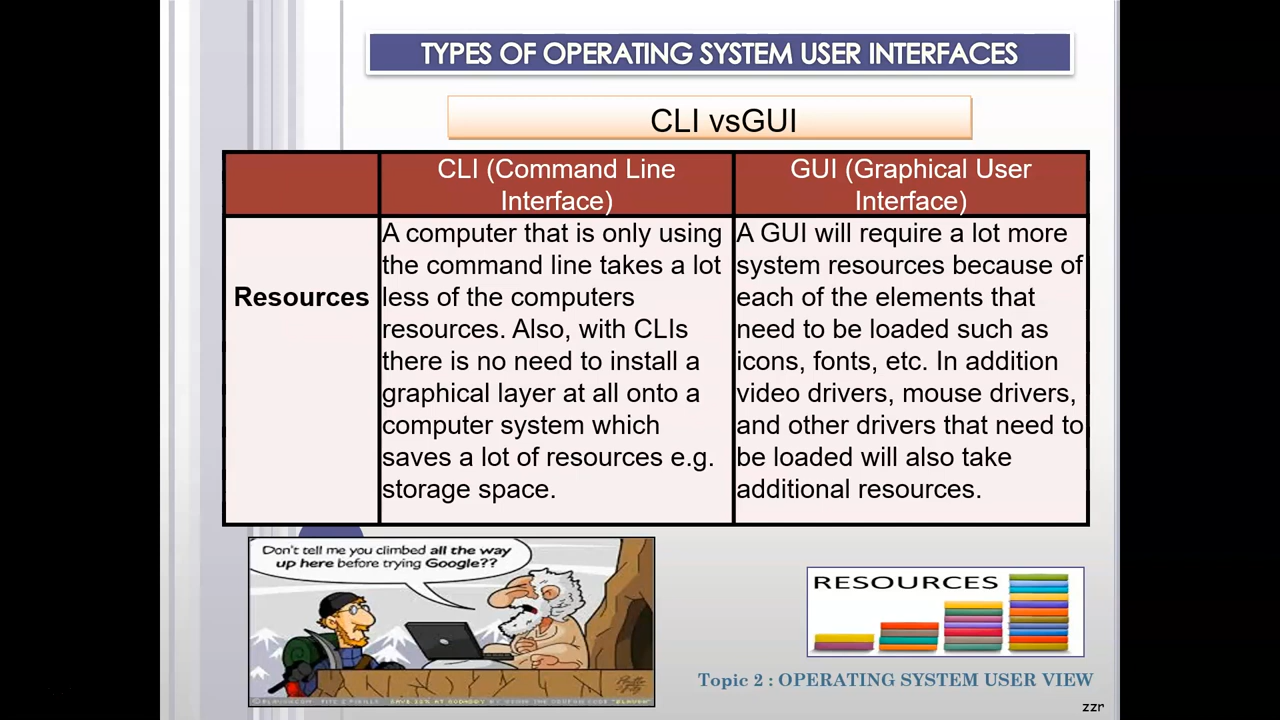 TYPES OF OPERATING SYSTEM USER INTERFACES
CLI vsGUI
CLI (Command Line
Interface)
GUI (Graphical User
Interface)
Resources
A computer that is only using
the command line takes a lot
less of the computers
resources. Also, with CLIs
there is no need to install a
graphical layer at all onto a
computer system which
saves a lot of resources e.g.
storage space.
A GUI will require a lot more
system resources because of
each of the elements that
need to be loaded such as
icons, fonts, etc. In addition
video drivers, mouse drivers,
and other drivers that need to
be loaded will also take
additional resources.
Don't tell me you climbed all the way
up here before trying Google??
RESOURCES
Topic 2 : OPERATING SYSTEM USER VIEW
zzr